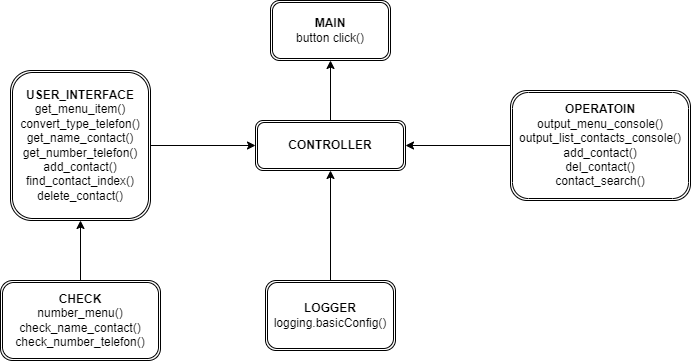 MAIN
button click()
USER_INTERFACE
get_menu_item()
convert_type_telefon()
get_name_contact()
get_number_telefon()
add_contact()
find_contact_index()
delete_contact()
CONTROLLER
OPERATOIN
output_menu_console()
output_list_contacts_console()
add_contact()
del_contact()
contact_search()
CHECK
number_menu()
check_name_contact()
check_number_telefon()
LOGGER
logging.basicConfig()